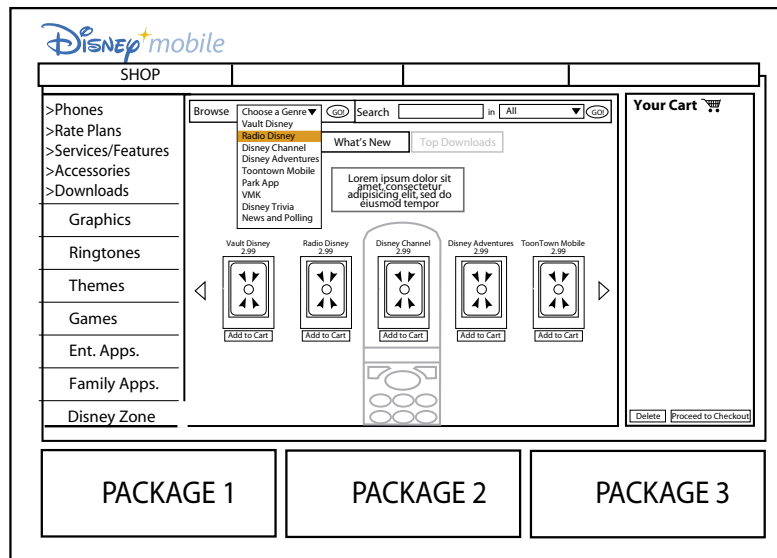 Disney mobile
SHOP
>Phones
>Rate Plans
>Services/Features
>Accessories
>Downloads
Graphics
Ringtones
Themes
Games
Ent. Apps.
Family Apps.
Disney Zone
Browse Choose a Genre GO! Search in All GO!
Vault Disney
Radio Disney
Disney Channel
Disney Adventures
Toontown Mobile
Park App
VMK
Disney Trivia
News and Polling
What's New Top Downloads
Lorem ipsum dolor sit
amet, consectetur
adipisicing elit, sed do
eiusmod tempor
Vault Disney Radio Disney Disney Channel Disney Adventures ToonTown Mobile
2.99 2.99 2.99 2.99 2.99
Add to Cart Add to Cart Add to Cart Add to Cart Add to Cart
Your Cart
Delete Proceed to Checkout
PACKAGE 1 PACKAGE 2 PACKAGE 3